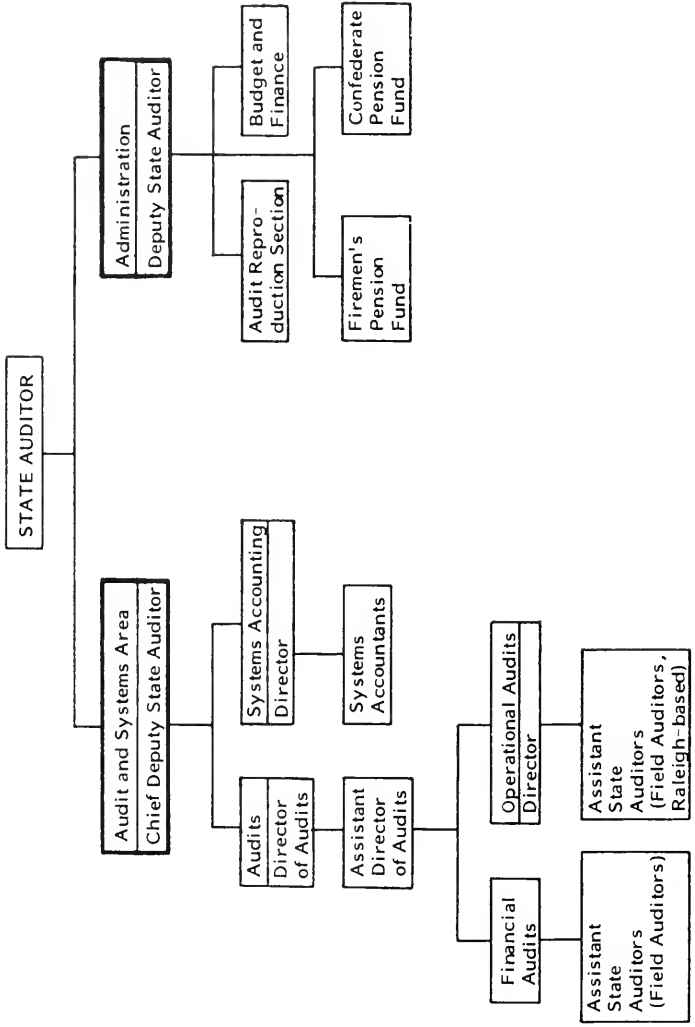 STATE AUDITOR
Audit and Systems Area
Chief Deputy State Auditor
Administration
Deputy State Auditor
Audits
Director
of Audits
Systems Accounting
Director
Audit Repro-
duction Section
Budget and
Finance
Assistant
Director
of Audits
Systems
Accountants
Firemen's
Pension
Fund
Confederate
Pension
Fund
Financial
Audits
Operational Audits
Director
Assistant
State
Auditors
(Field Auditors)
Assistant
State
Auditors
(Field Auditors,
Raleigh-based)